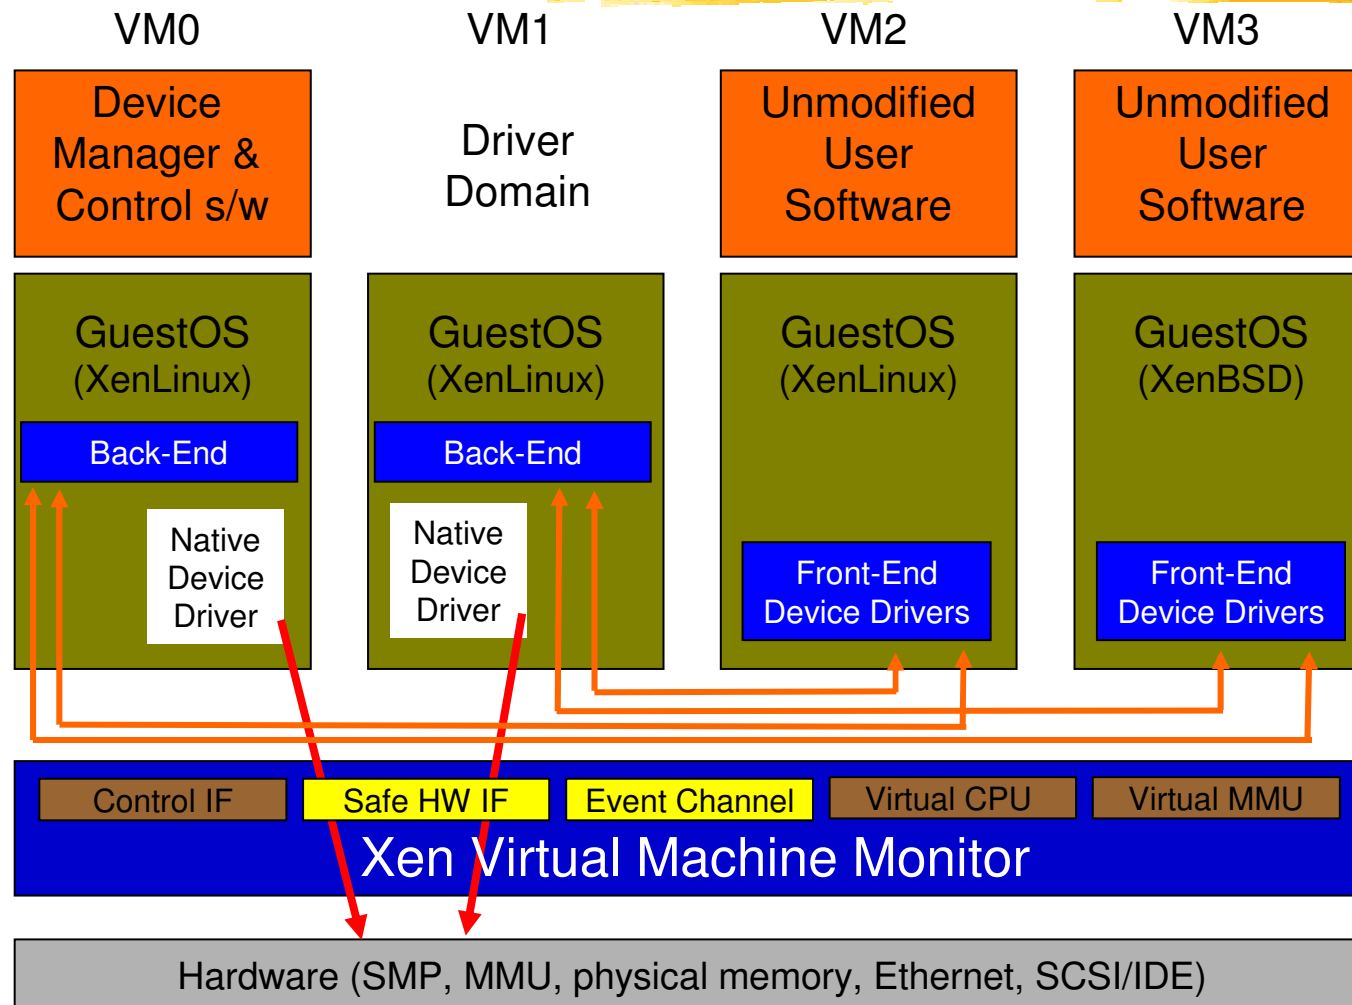 VM0
VM1
VM2
VM3
Device
Manager &
Control s/w
Driver
Domain
Unmodified
User
Software
Unmodified
User
Software
GuestOS
(XenLinux)
GuestOS
(XenLinux)
GuestOS
(XenLinux)
GuestOS
(XenBSD)
Back-End
Back-End
Native
Device
Driver
Native
Device
Driver
Front-End
Device Drivers
Front-End
Device Drivers
Control IF
Safe HW IF
Event Channel
Virtual CPU
Virtual MMU
Xen Virtual Machine Monitor
Hardware (SMP, MMU, physical memory, Ethernet, SCSI/IDE)